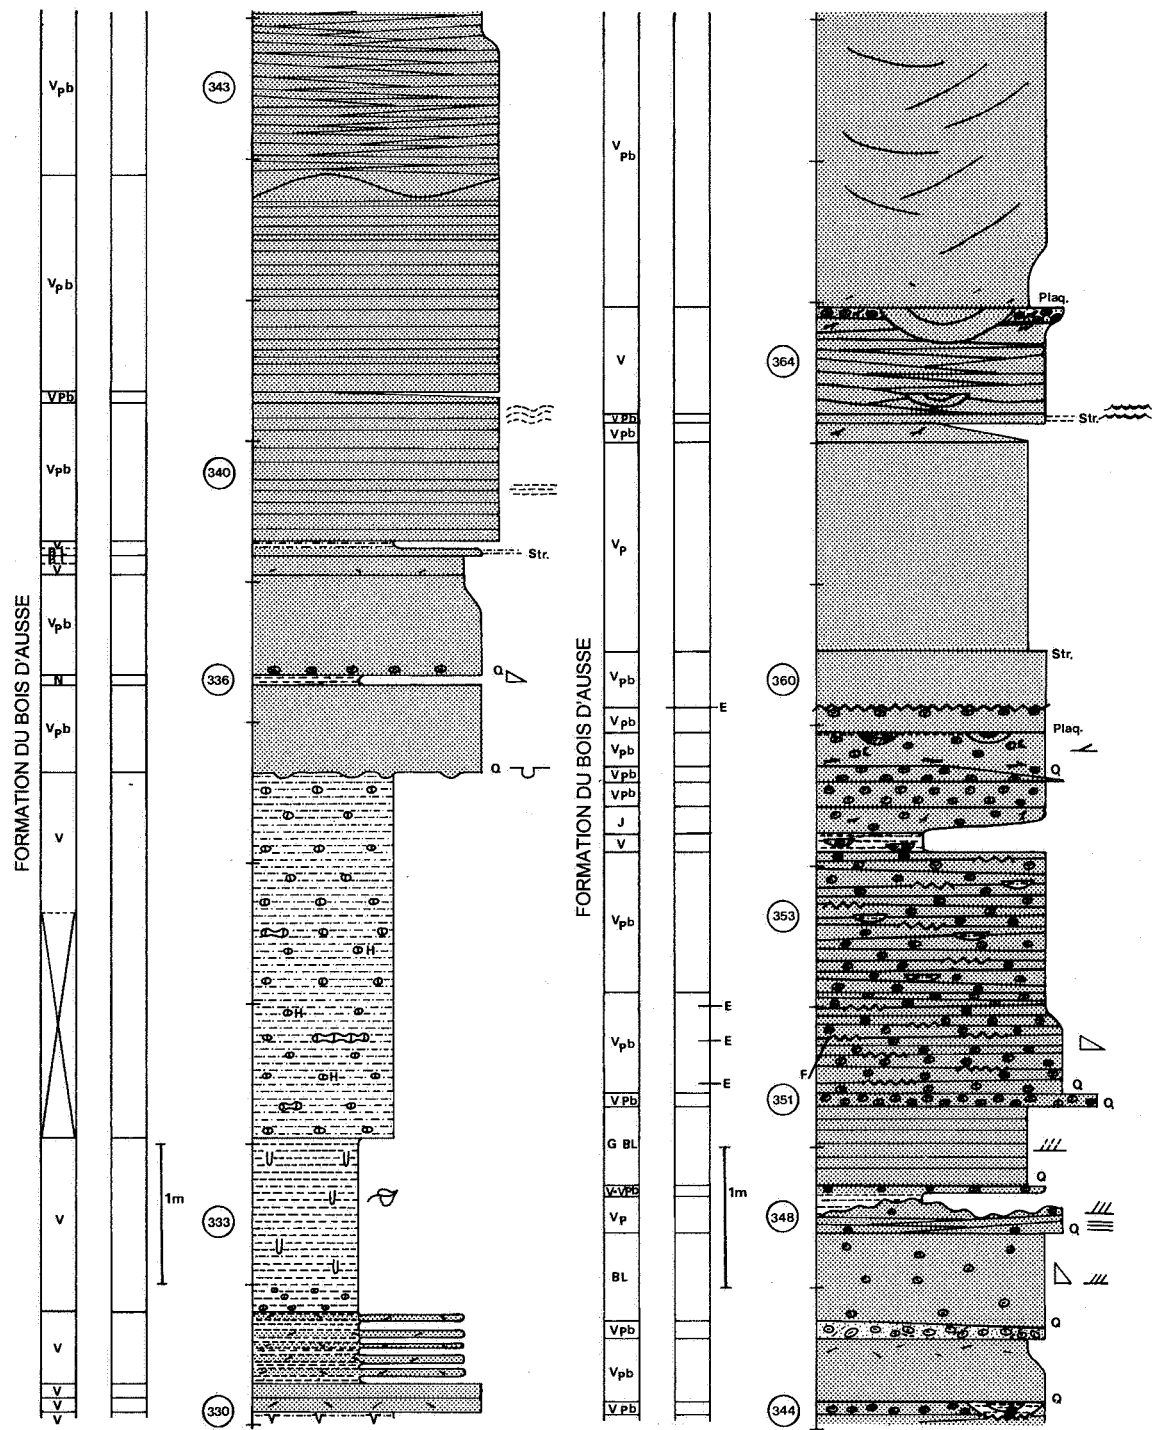 FORMATION DU BOIS D'AUSSE
Vpb
343
Vpb
VPb
Vpb
340
V
BL
V
Str.
Vpb
336
Q
N
Vpb
Q
V
H
H
H
1m
V
333
V
V
V
330
V
FORMATION DU BOIS D'AUSSE
Vpb
Plaq.
V
364
VPb
Str.
Vpb
Vp
Str.
Vpb
360
E
Vpb
Plaq.
Vpb
Q
Vpb
Vpb
J
V
Vpb
353
E
Vpb
E
E
F
Q
VPb
351
Q
G BL
Q
V-VPb
Vp
348
Q
1m
BL
Q
Vpb
Vpb
Q
VPb
344